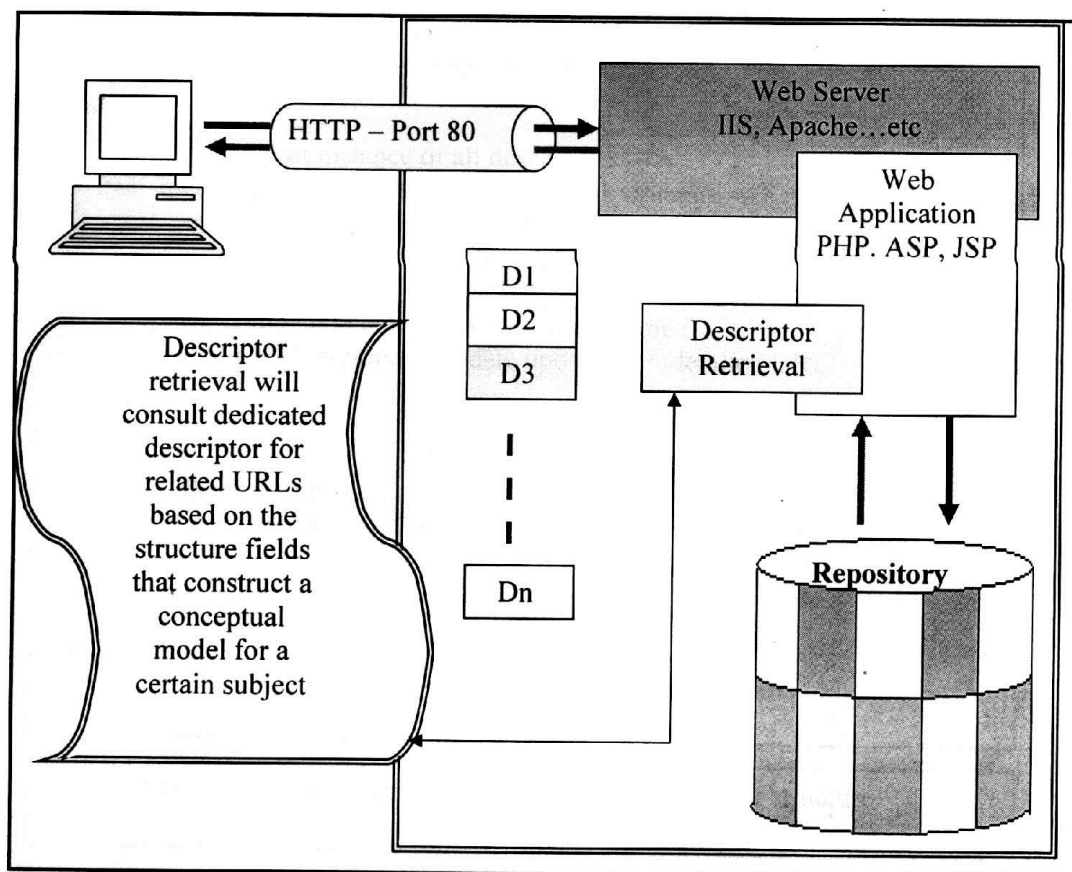 HTTP – Port 80
Web Server
IIS, Apache...etc
Web
Application
PHP. ASP, JSP
D1
D2
D3
Dn
Descriptor
Retrieval
Descriptor
retrieval will
consult dedicated
descriptor for
related URLs
based on the
structure fields
that construct a
conceptual
model for a
certain subject
Repository